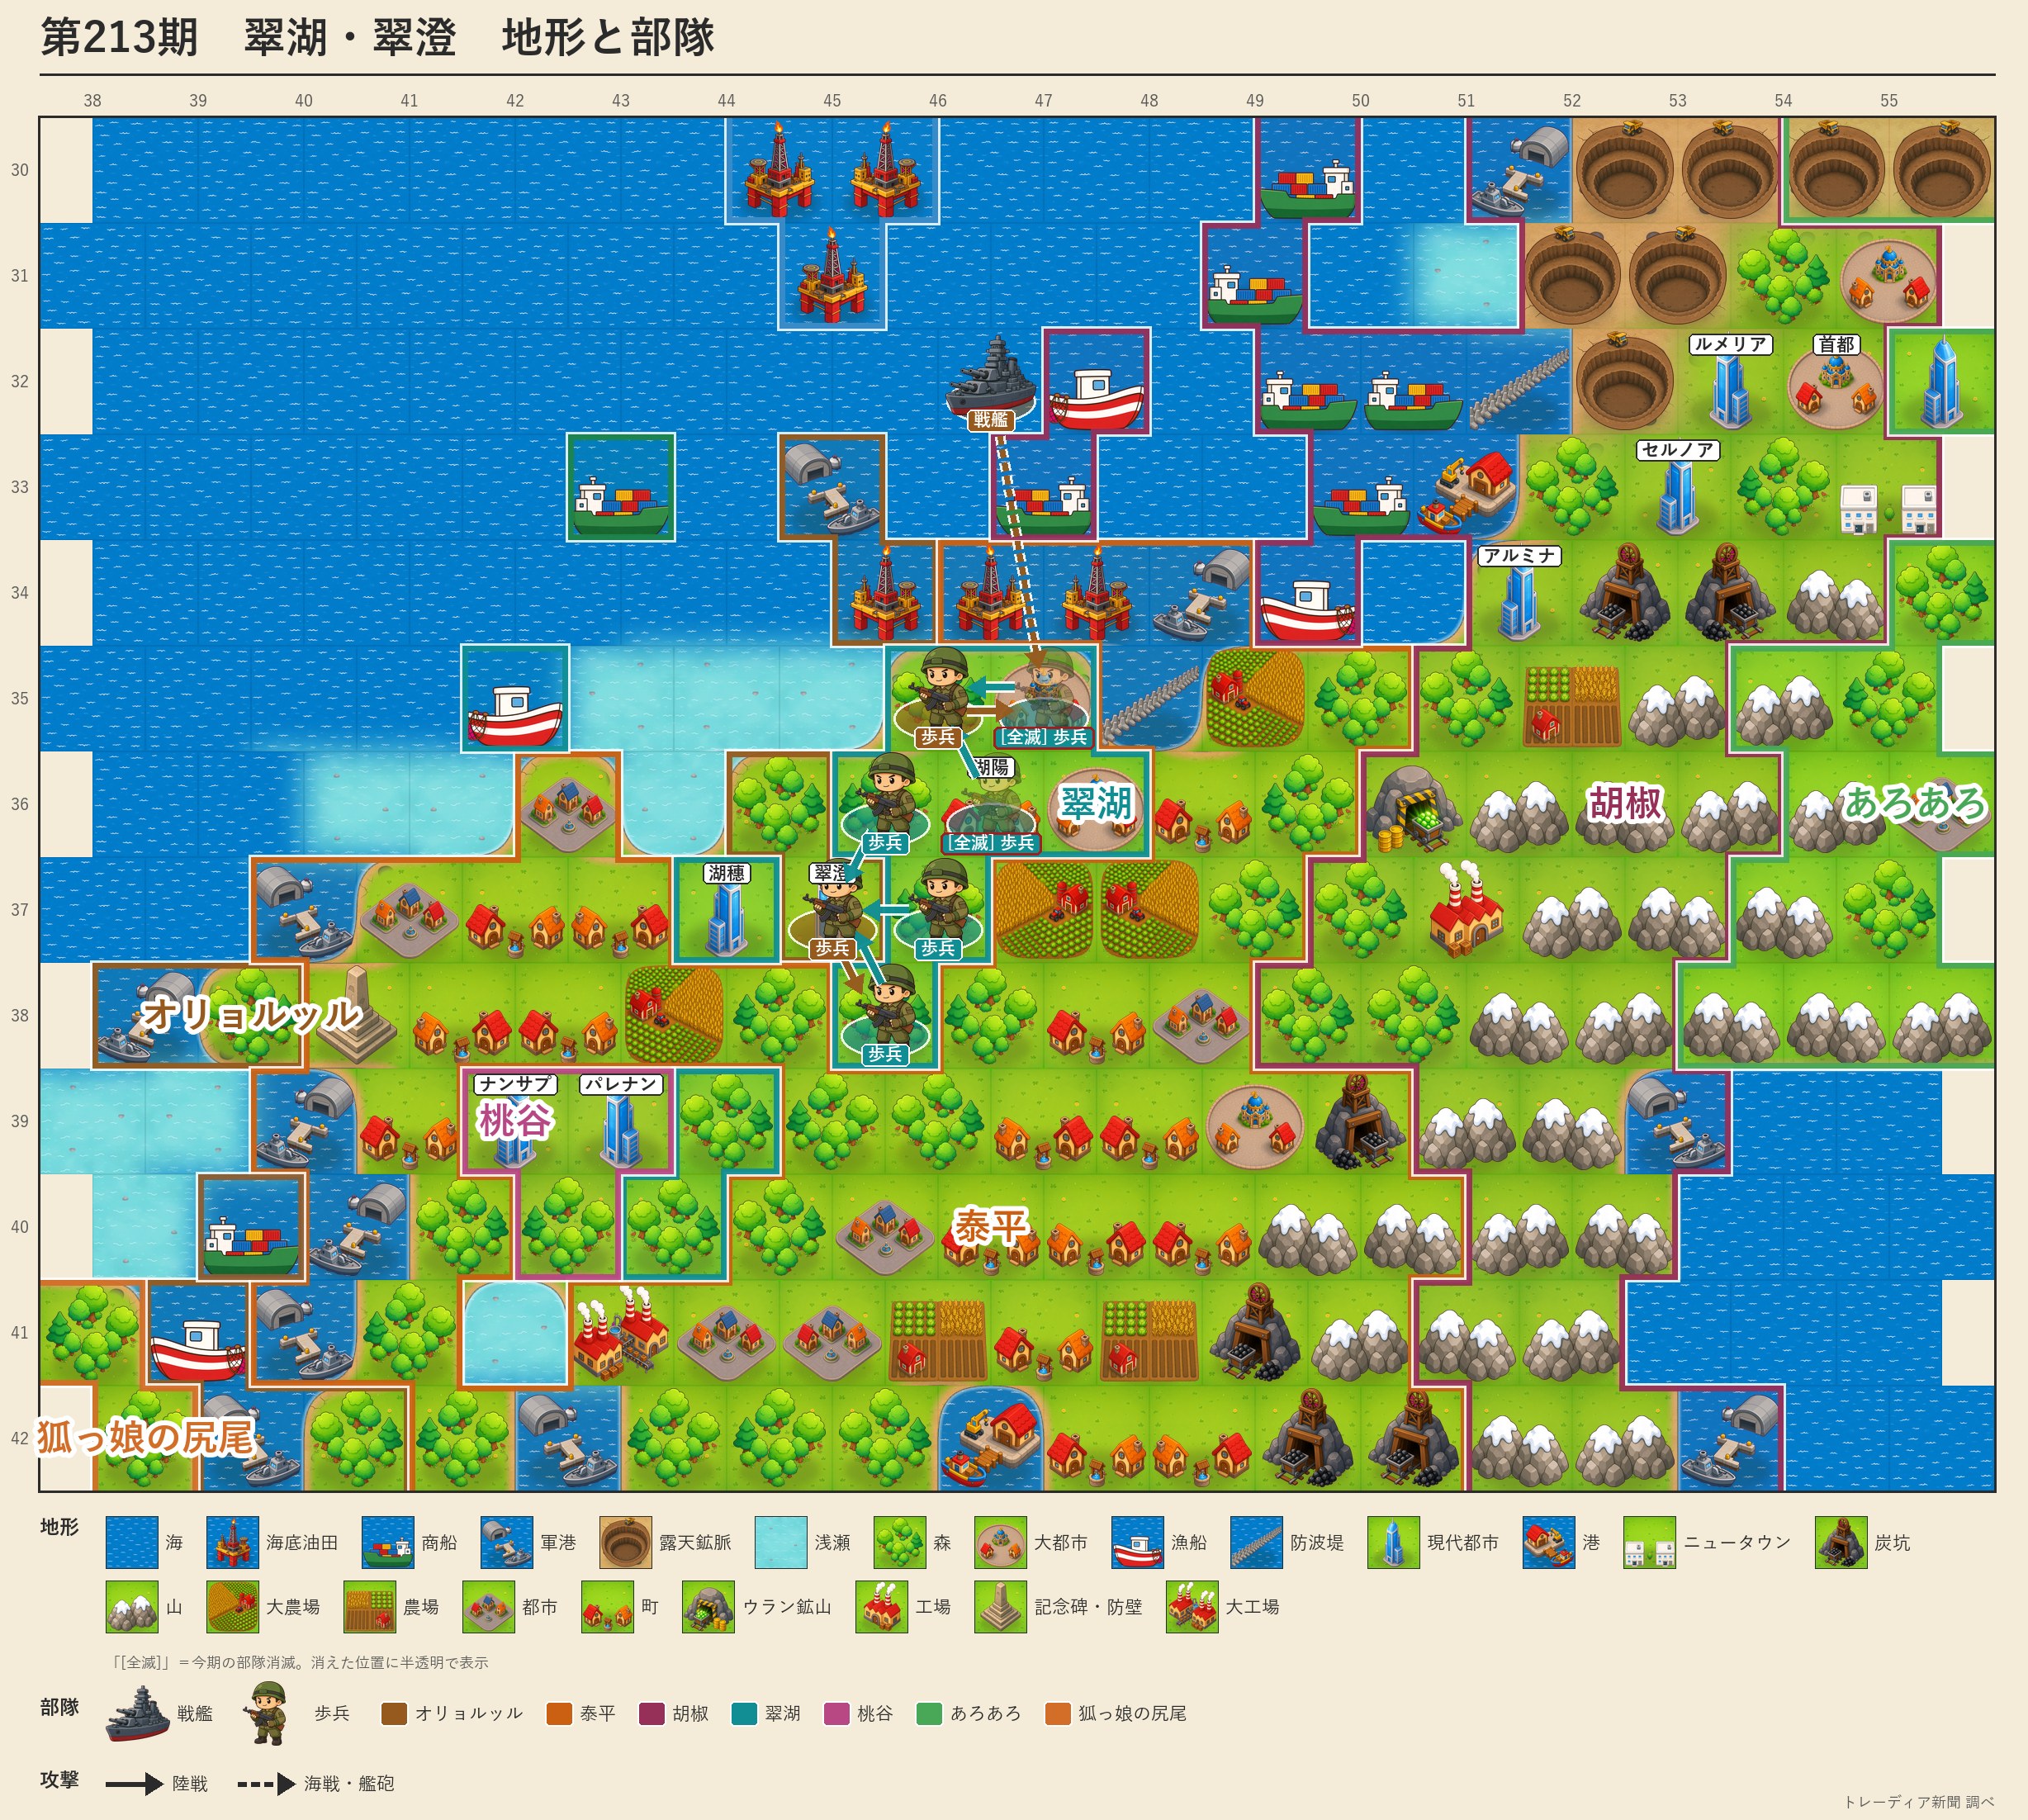 第213期　翠湖・翠澄　地形と部隊
38 39 40 41 42 43 44 45 46 47 48 49 50 51 52 53 54 55
30
31
32
戦艦
ルメリア
首都
33
セルノア
34
アルミナ
35
歩兵
[全滅] 歩兵
36
湖陽
歩兵
[全滅] 歩兵
翠湖
胡椒
あろあろ
37
湖穂
翠澄
歩兵
歩兵
38
オリョルッル
歩兵
39
ナンサプ
パレナン
桃谷
40
泰平
41
42
狐っ娘の尻尾
地形 海 海底油田 商船 軍港 露天鉱脈 浅瀬 森 大都市 漁船 防波堤 現代都市 港 ニュータウン 炭坑
山 大農場 農場 都市 町 ウラン鉱山 工場 記念碑・防壁 大工場
「[全滅]」＝今期の部隊消滅。消えた位置に半透明で表示
部隊 戦艦 歩兵 オリョルッル 泰平 胡椒 翠湖 桃谷 あろあろ 狐っ娘の尻尾
攻撃 陸戦 海戦・艦砲
トレーディア新聞 調べ